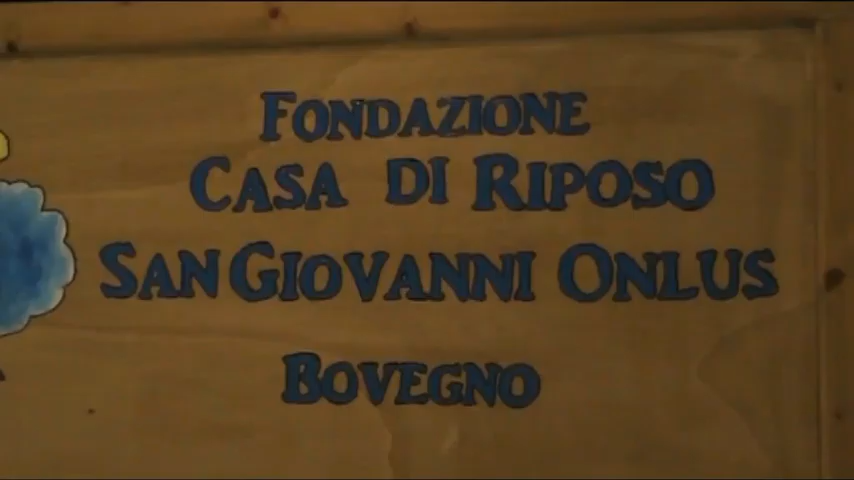 FONDAZIONE
CASA DI RIPOSO
SAN GIOVANNI ONLUS
BOVEGNO